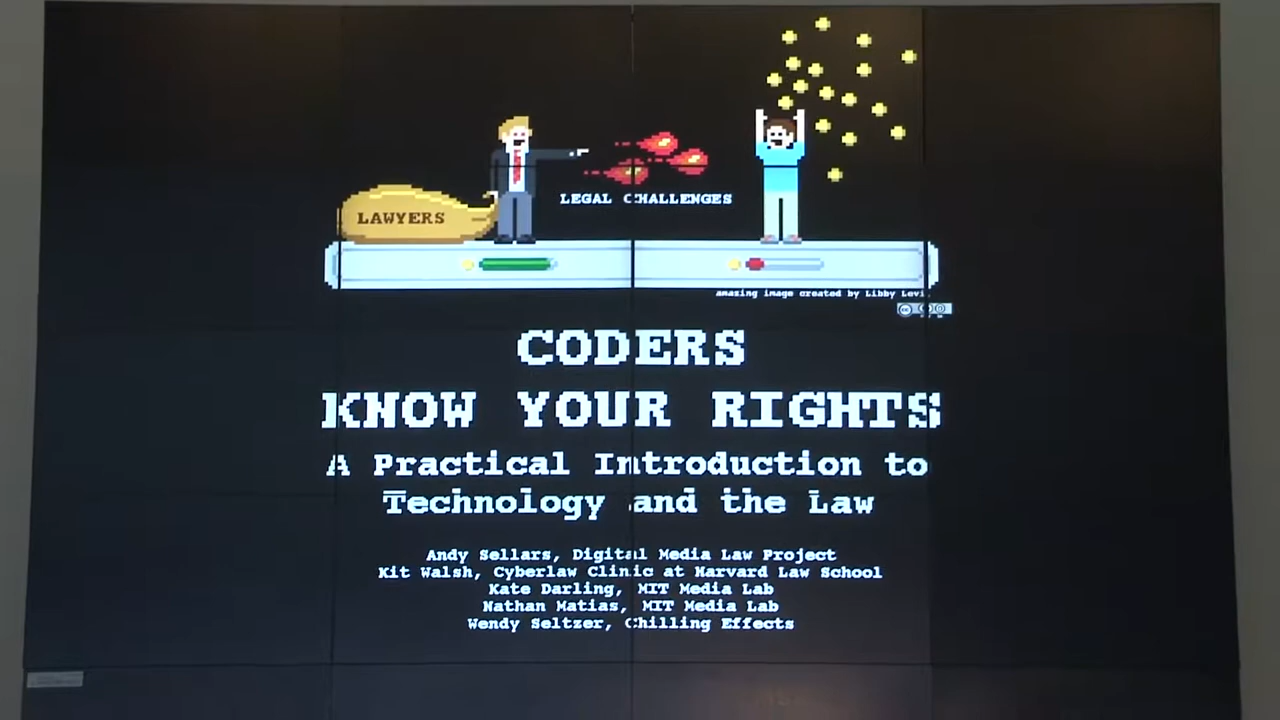 LAWYERS
LEGAL CHALLENGES
amazing image created by Libby Levi.
cc
CODERS
KNOW YOUR RIGHTS
A Practical Introduction to
Technology and the Law
Andy Sellars, Digital Media Law Project
Kit Walsh, Cyberlaw Clinic at Harvard Law School
Kate Darling, MIT Media Lab
Nathan Matias, MIT Media Lab
Wendy Seltzer, Chilling Effects